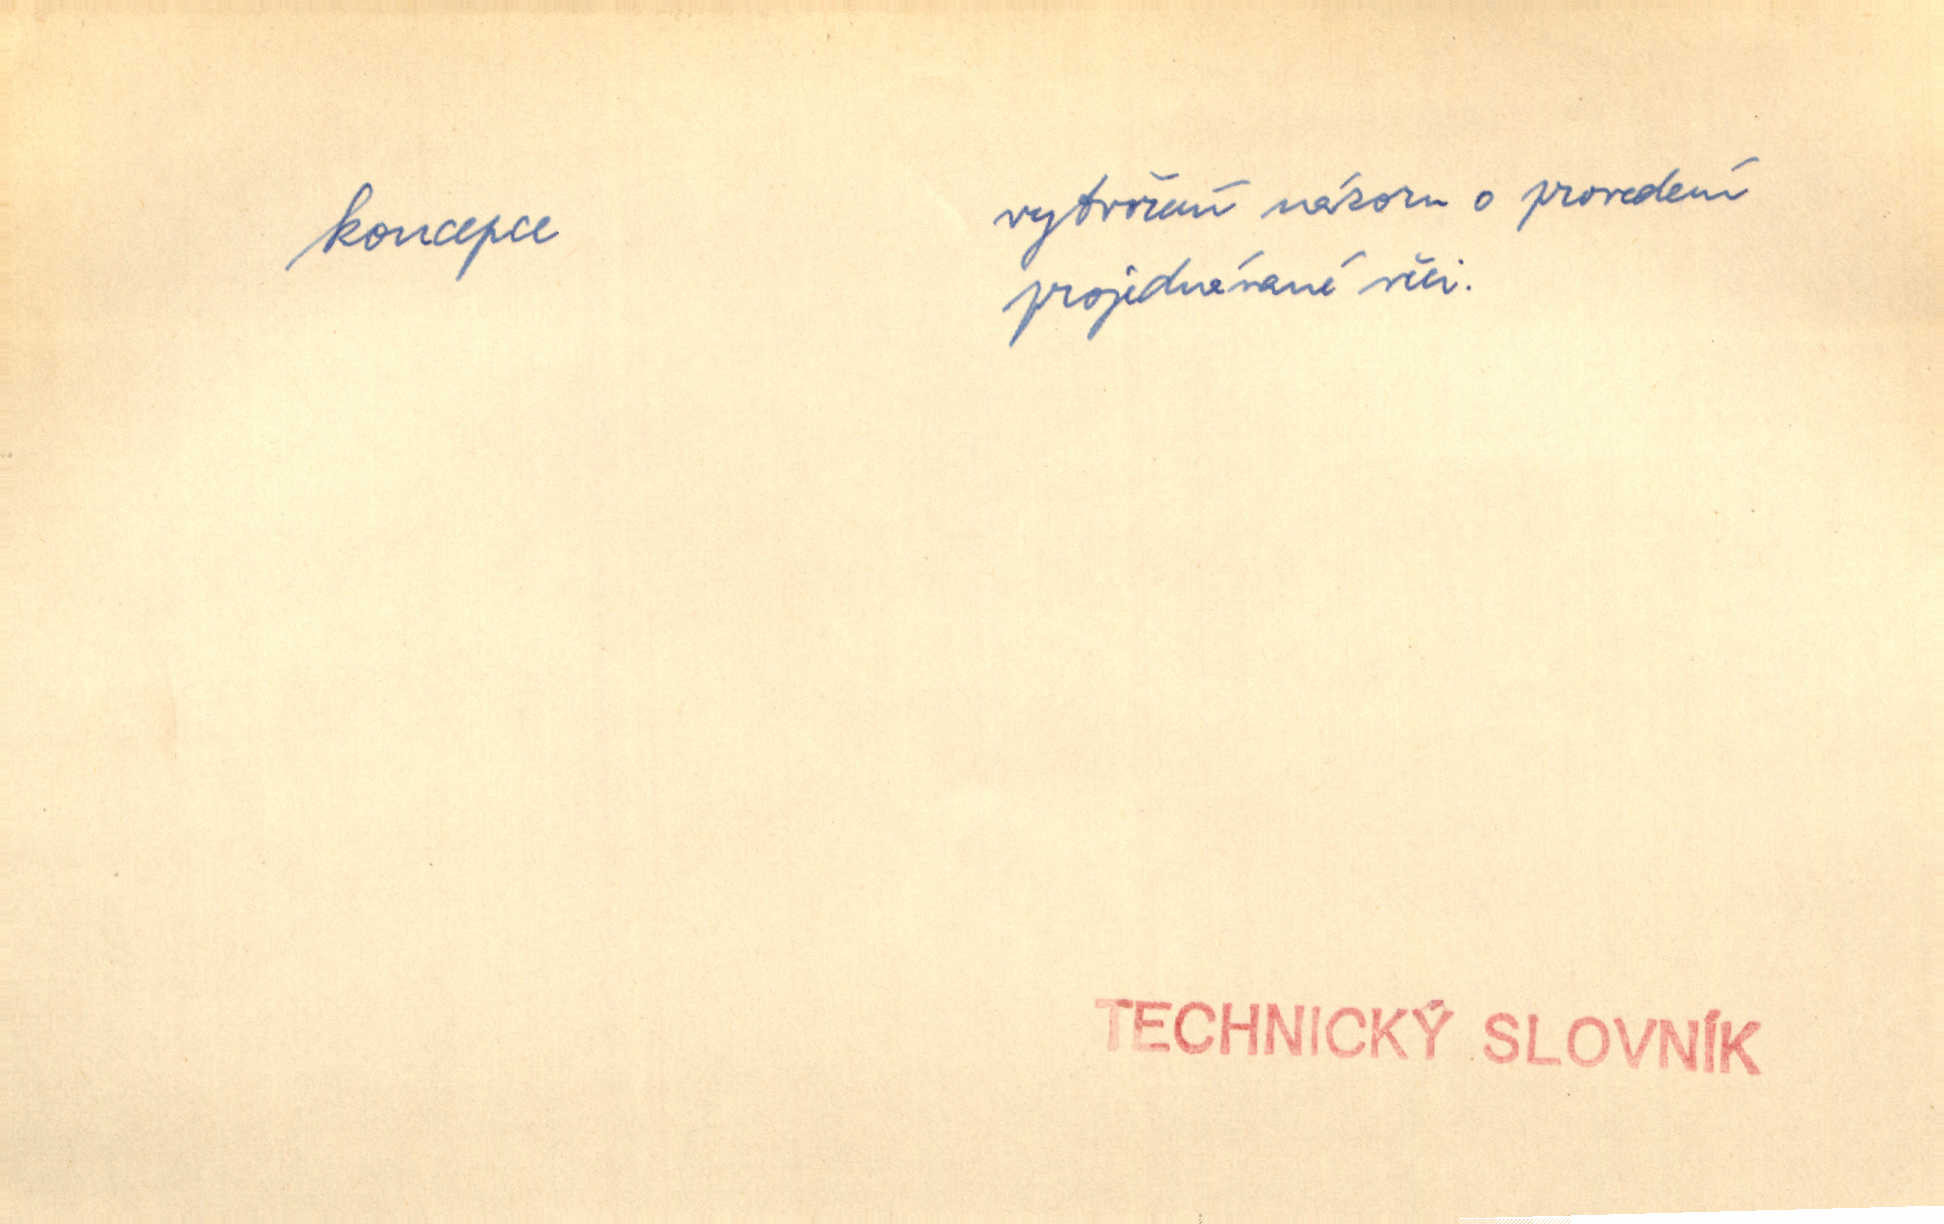 koncepce
vytvoření názoru o provedení
projednávané věci.
TECHNICKÝ SLOVNÍK